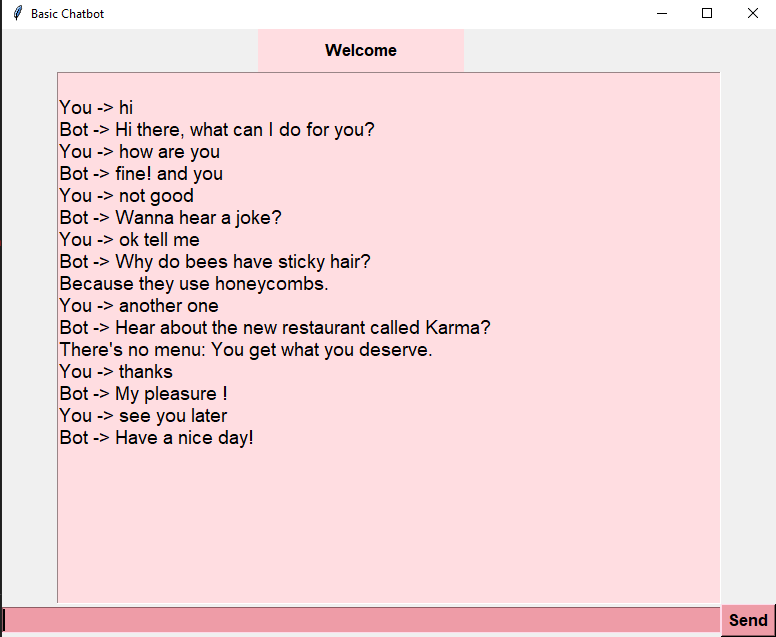 Basic Chatbot
Welcome
You -> hi
Bot -> Hi there, what can I do for you?
You -> how are you
Bot -> fine! and you
You -> not good
Bot -> Wanna hear a joke?
You -> ok tell me
Bot -> Why do bees have sticky hair?
Because they use honeycombs.
You -> another one
Bot -> Hear about the new restaurant called Karma?
There's no menu: You get what you deserve.
You -> thanks
Bot -> My pleasure !
You -> see you later
Bot -> Have a nice day!
Send